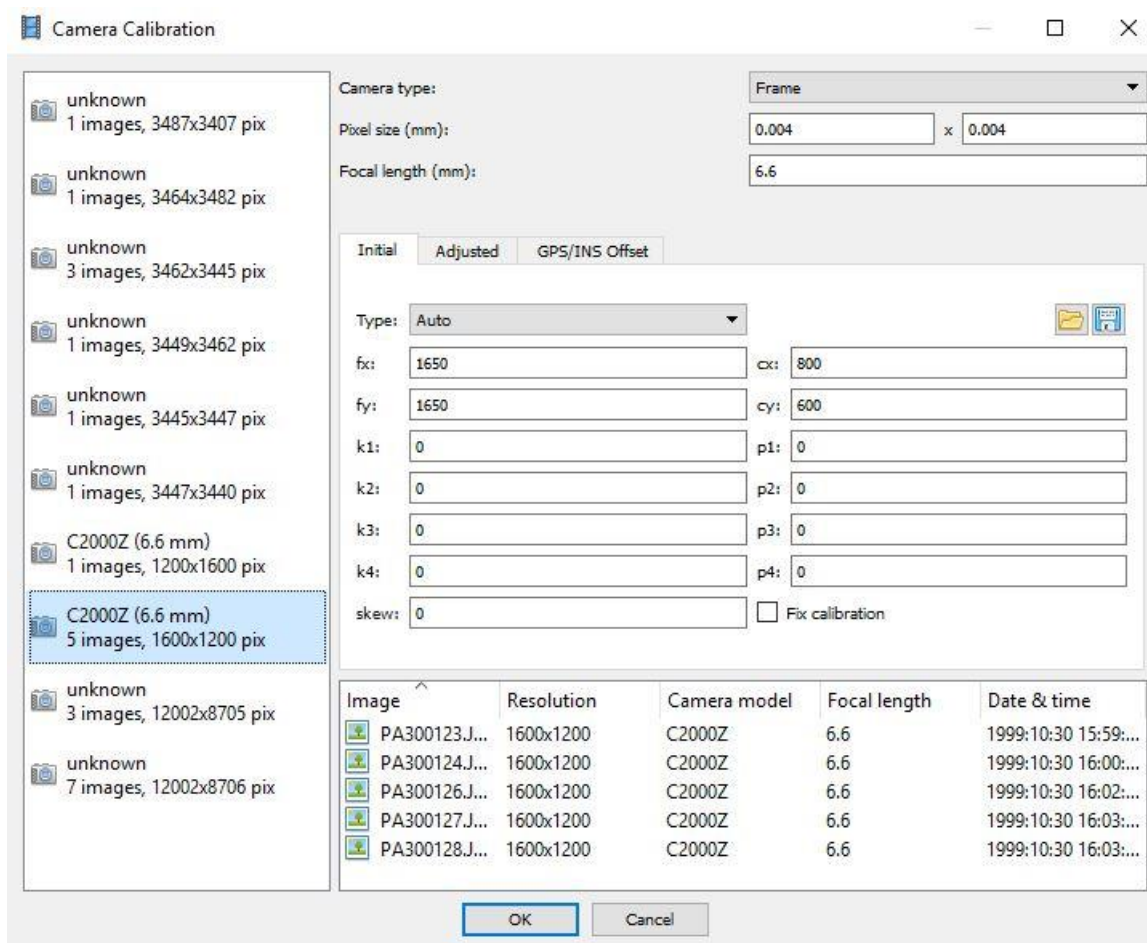 Camera Calibration
unknown
1 images, 3487x3407 pix
unknown
1 images, 3464x3482 pix
unknown
3 images, 3462x3445 pix
unknown
1 images, 3449x3462 pix
unknown
1 images, 3445x3447 pix
unknown
1 images, 3447x3440 pix
C2000Z (6.6 mm)
1 images, 1200x1600 pix
C2000Z (6.6 mm)
5 images, 1600x1200 pix
unknown
3 images, 12002x8705 pix
unknown
7 images, 12002x8706 pix
Camera type: Frame
Pixel size (mm): 0.004 x 0.004
Focal length (mm): 6.6
Initial Adjusted GPS/INS Offset
Type: Auto
fx: 1650 cx: 800
fy: 1650 cy: 600
k1: 0 p1: 0
k2: 0 p2: 0
k3: 0 p3: 0
k4: 0 p4: 0
skew: 0 Fix calibration
Image Resolution Camera model Focal length Date & time
PA300123.J... 1600x1200 C2000Z 6.6 1999:10:30 15:59:...
PA300124.J... 1600x1200 C2000Z 6.6 1999:10:30 16:00:...
PA300126.J... 1600x1200 C2000Z 6.6 1999:10:30 16:02:...
PA300127.J... 1600x1200 C2000Z 6.6 1999:10:30 16:03:...
PA300128.J... 1600x1200 C2000Z 6.6 1999:10:30 16:03:...
OK Cancel